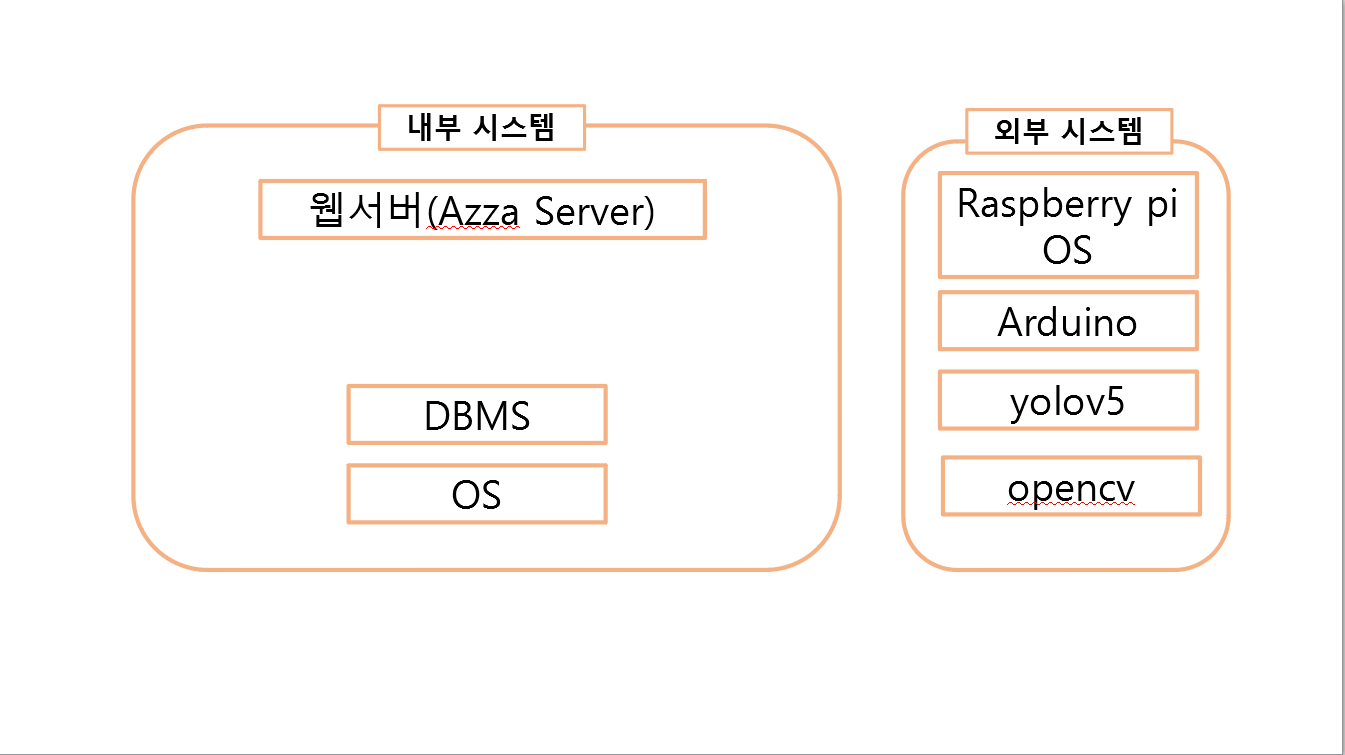 내부 시스템
웹서버(Azza Server)
DBMS
OS
외부 시스템
Raspberry pi
OS
Arduino
yolov5
opencv